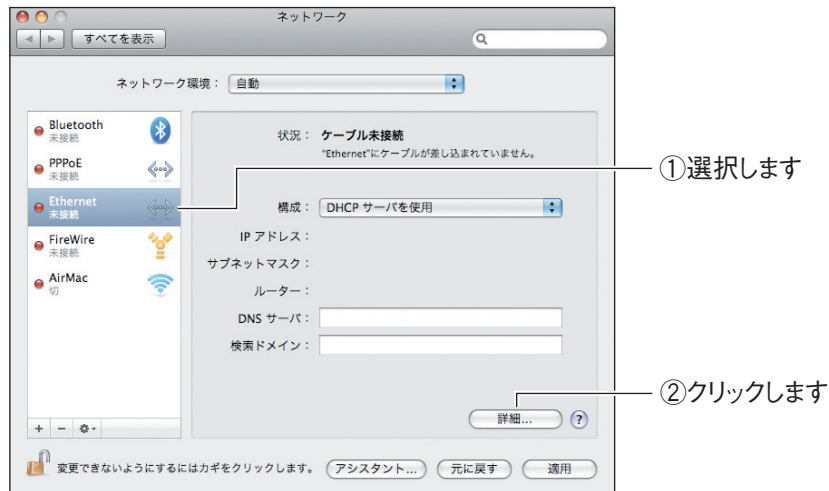 ネットワーク
すべてを表示
ネットワーク環境： 自動
Bluetooth
未接続
PPPoE
未接続
Ethernet
未接続
FireWire
未接続
AirMac
切
状況： ケーブル未接続
"Ethernet"にケーブルが差し込まれていません。
構成： DHCP サーバを使用
IP アドレス：
サブネットマスク：
ルーター：
DNS サーバ：
検索ドメイン：
詳細... ?
①選択します
②クリックします
変更できないようにするにはカギをクリックします。 アシスタント... 元に戻す 適用